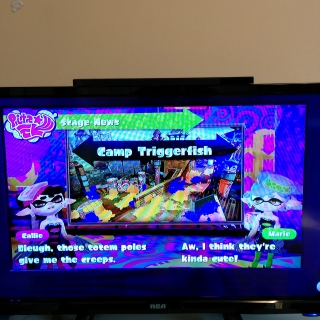 Stage News
Camp Triggerfish
Callie
Marie
Bleugh, those totem poles
give me the creeps.
Aw, I think they're
kinda cute!
RCA